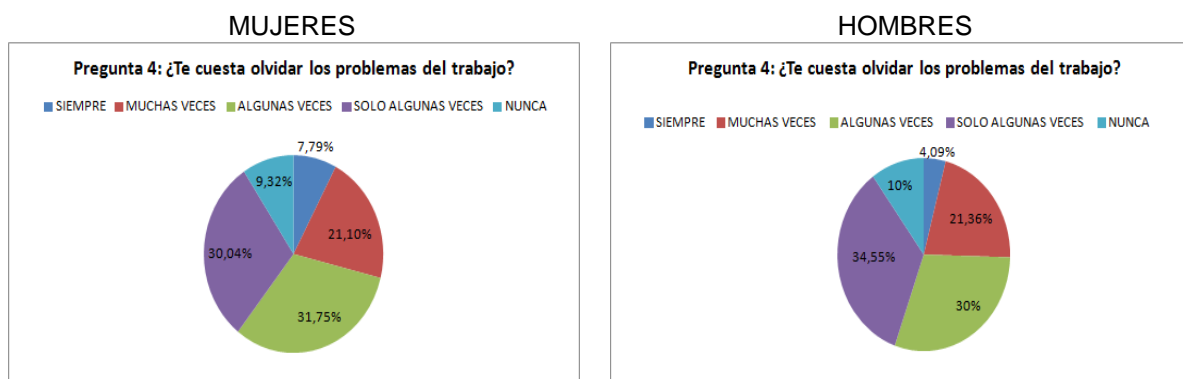 MUJERES
Pregunta 4: ¿Te cuesta olvidar los problemas del trabajo?
SIEMPRE MUCHAS VECES ALGUNAS VECES SOLO ALGUNAS VECES NUNCA
7,79%
9,32%
21,10%
30,04%
31,75%
HOMBRES
Pregunta 4: ¿Te cuesta olvidar los problemas del trabajo?
SIEMPRE MUCHAS VECES ALGUNAS VECES SOLO ALGUNAS VECES NUNCA
4,09%
10%
21,36%
34,55%
30%